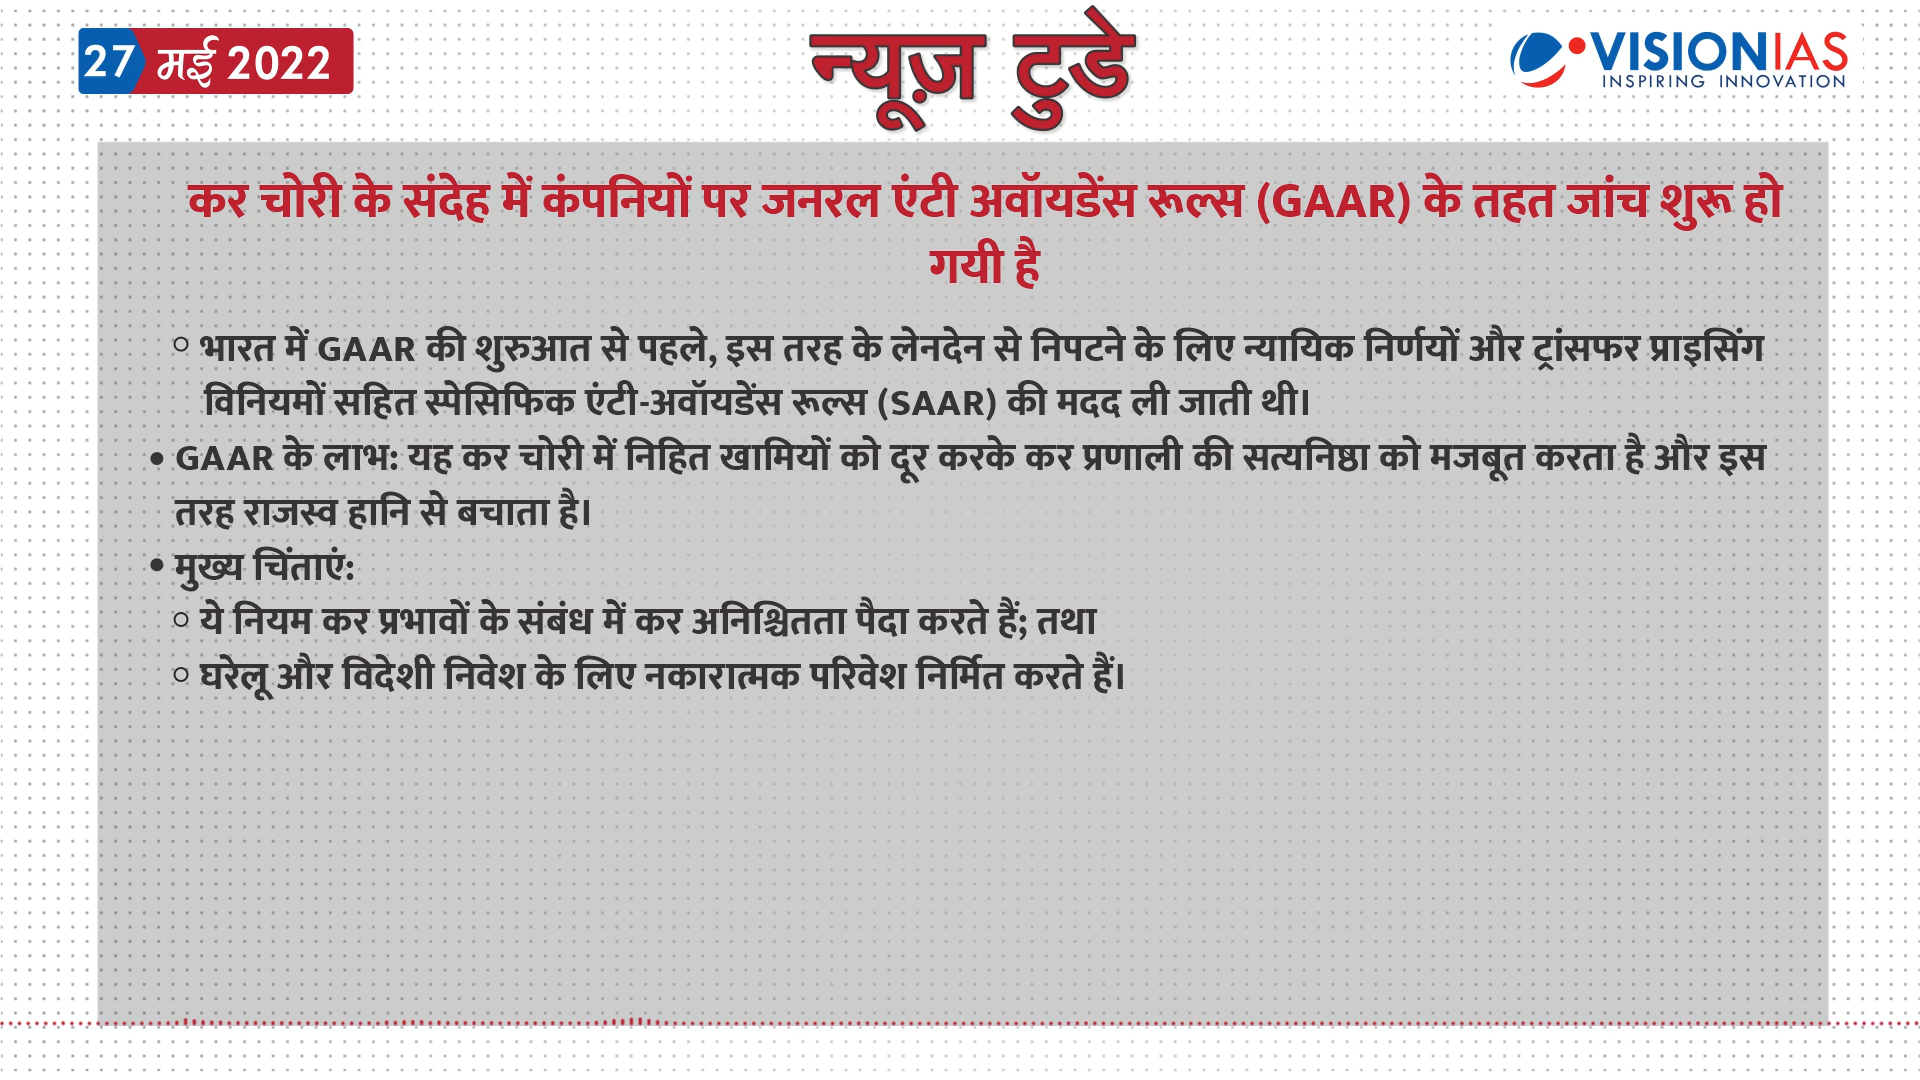 27 मई 2022
न्यूज़ टुडे
VISIONIAS
INSPIRING INNOVATION
कर चोरी के संदेह में कंपनियों पर जनरल एंटी अवॉयडेंस रूल्स (GAAR) के तहत जांच शुरू हो
गयी है
○ भारत में GAAR की शुरुआत से पहले, इस तरह के लेनदेन से निपटने के लिए न्यायिक निर्णयों और ट्रांसफर प्राइसिंग
विनियमों सहित स्पेसिफिक एंटी-अवॉयडेंस रूल्स (SAAR) की मदद ली जाती थी।
• GAAR के लाभ: यह कर चोरी में निहित खामियों को दूर करके कर प्रणाली की सत्यनिष्ठा को मजबूत करता है और इस
तरह राजस्व हानि से बचाता है।
• मुख्य चिंताएं:
○ ये नियम कर प्रभावों के संबंध में कर अनिश्चितता पैदा करते हैं; तथा
○ घरेलू और विदेशी निवेश के लिए नकारात्मक परिवेश निर्मित करते हैं।